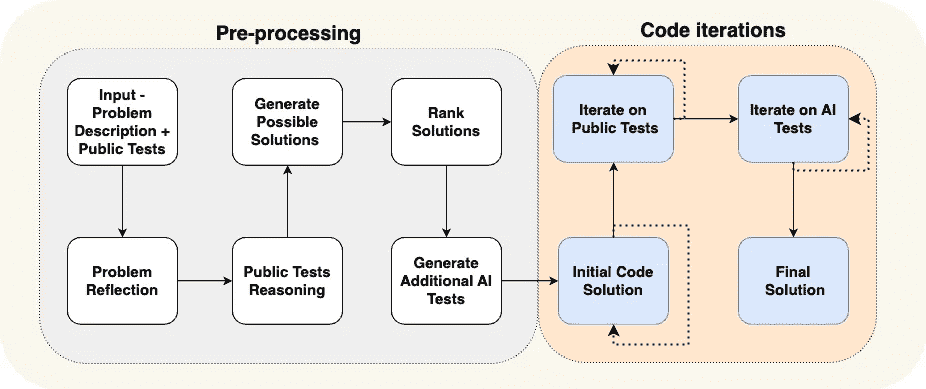 Pre-processing
Input -
Problem
Description +
Public Tests
Problem
Reflection
Public Tests
Reasoning
Generate
Possible
Solutions
Rank
Solutions
Generate
Additional AI
Tests
Code iterations
Initial Code
Solution
Iterate on
Public Tests
Iterate on AI
Tests
Final
Solution